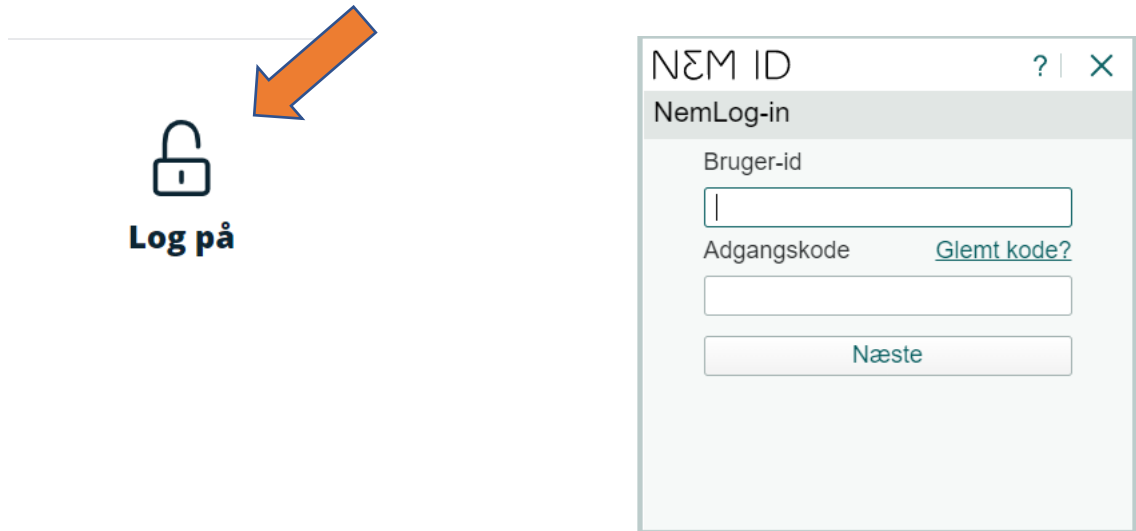 Log på
NEM ID
?
NemLog-in
Bruger-id
Adgangskode Glemt kode?
Næste